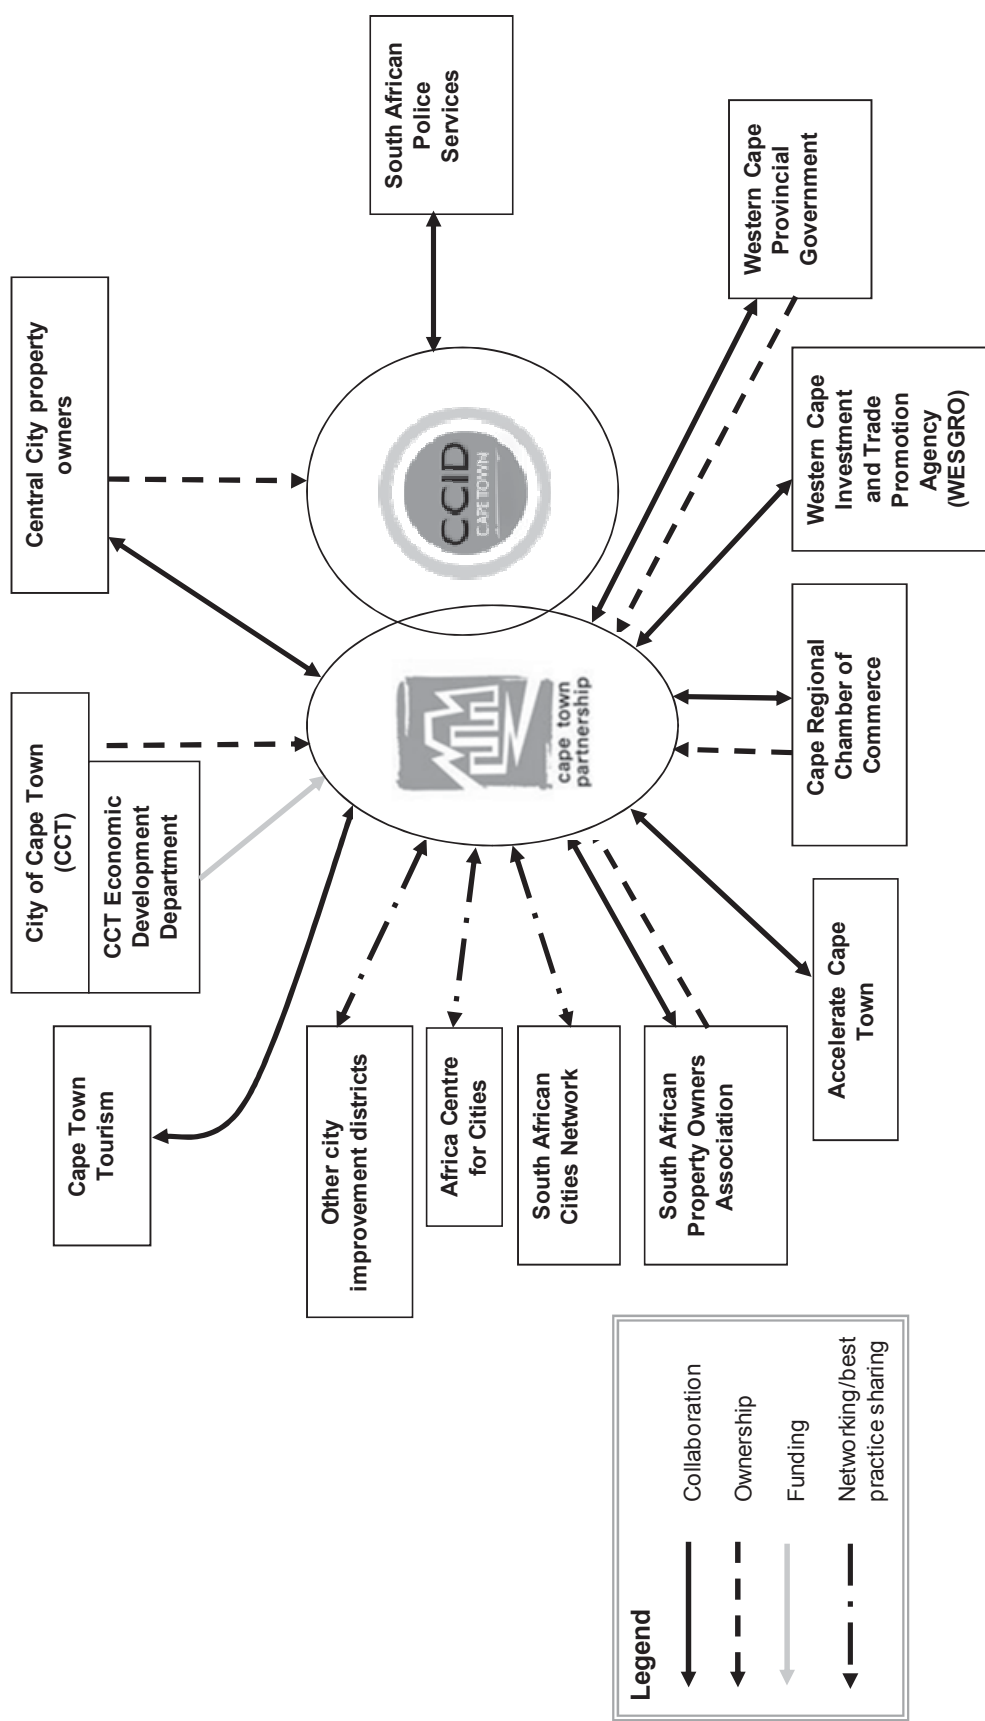 Cape Town
Tourism
City of Cape Town
(CCT)
CCT Economic
Development
Department
Central City property
owners
South African
Police
Services
Other city
improvement districts
Africa Centre
for Cities
South African
Cities Network
South African
Property Owners
Association
cape town
partnership
CCID
CAPE TOWN
Accelerate Cape
Town
Cape Regional
Chamber of
Commerce
Western Cape
Investment
and Trade
Promotion
Agency
(WESGRO)
Western Cape
Provincial
Government
Legend
Collaboration
Ownership
Funding
Networking/best
practice sharing